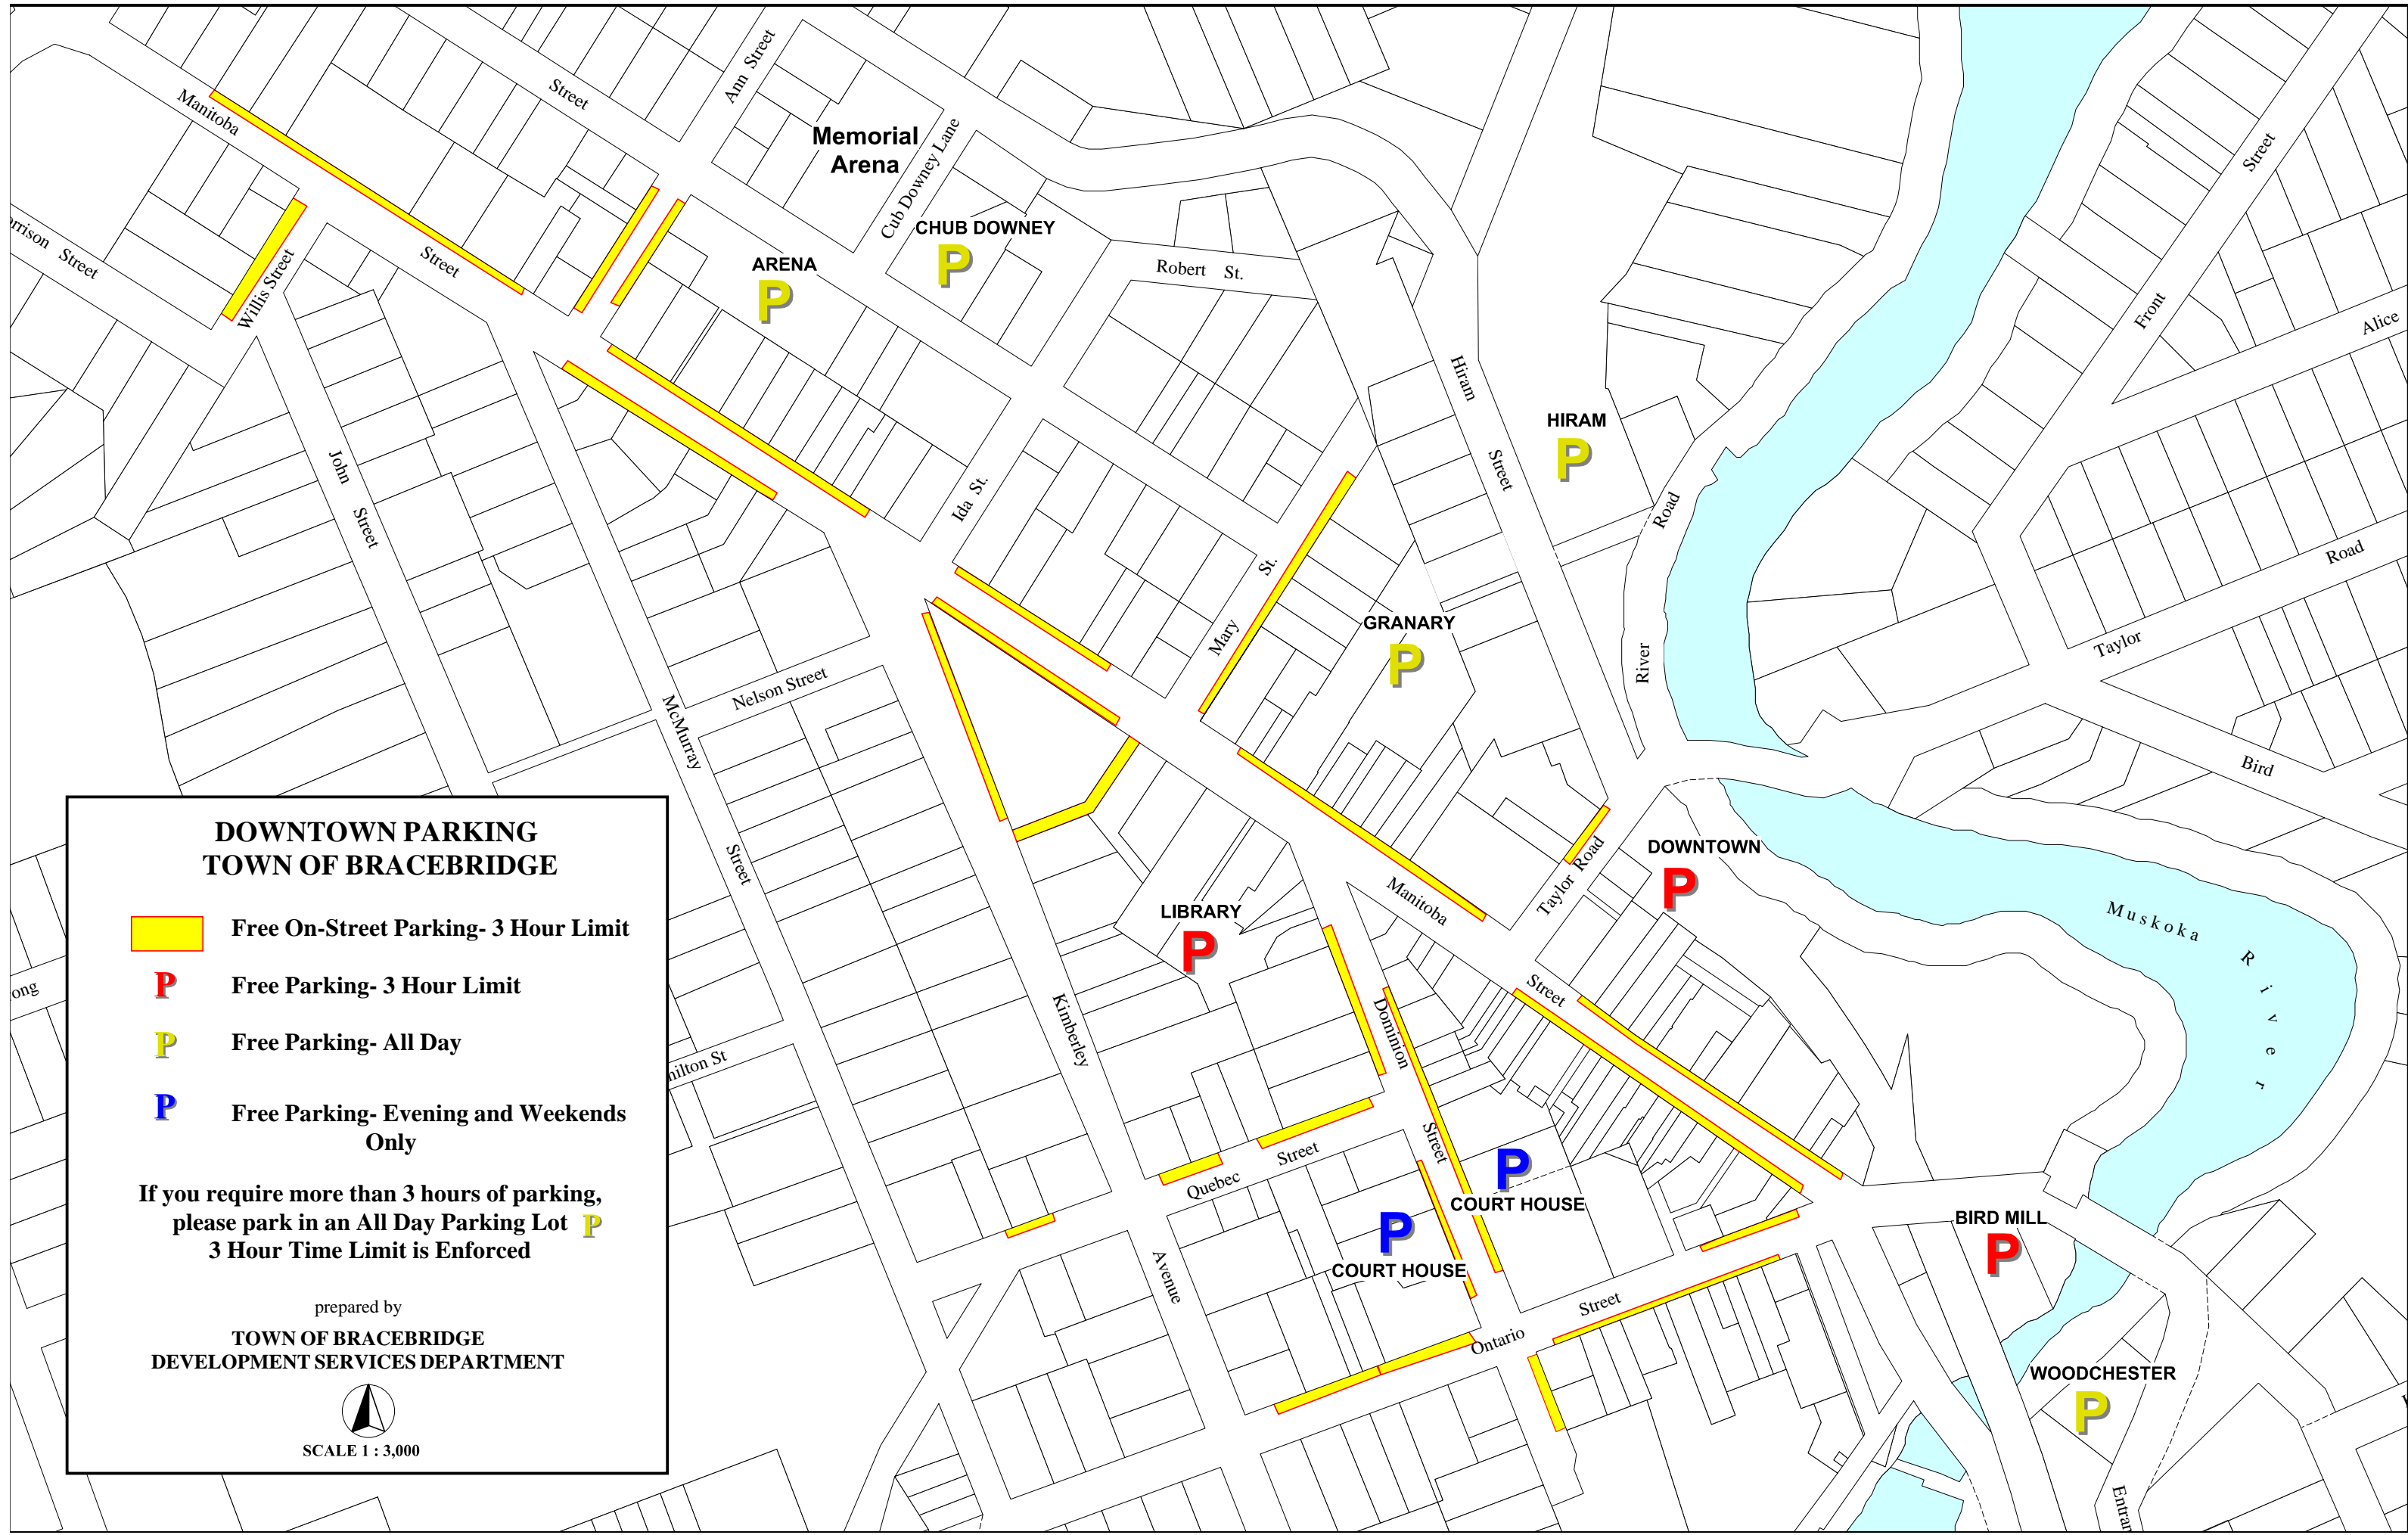 Manitoba
Street
Ann Street
Memorial
Arena
Cub Downey Lane
CHUB DOWNEY
P
ARENA
P
Robert St.
Street
Willis Street
Street
Street
Front
Alice
Hiram
Street
HIRAM
P
Road
River
John
Street
Ida St.
St.
Mary
GRANARY
P
Road
Taylor
Bird
Nelson Street
McMurray
Street
DOWNTOWN
P
Taylor Road
Manitoba
Street
LIBRARY
P
Muskoka
River
Kimberley
Avenue
Dominion
Street
Quebec
Street
P
COURT HOUSE
P
COURT HOUSE
Street
Ontario
BIRD MILL
P
WOODCHESTER
P
DOWNTOWN PARKING
TOWN OF BRACEBRIDGE
Free On-Street Parking- 3 Hour Limit
P Free Parking- 3 Hour Limit
P Free Parking- All Day
P Free Parking- Evening and Weekends
Only
If you require more than 3 hours of parking,
please park in an All Day Parking Lot P
3 Hour Time Limit is Enforced
prepared by
TOWN OF BRACEBRIDGE
DEVELOPMENT SERVICES DEPARTMENT
SCALE 1 : 3,000